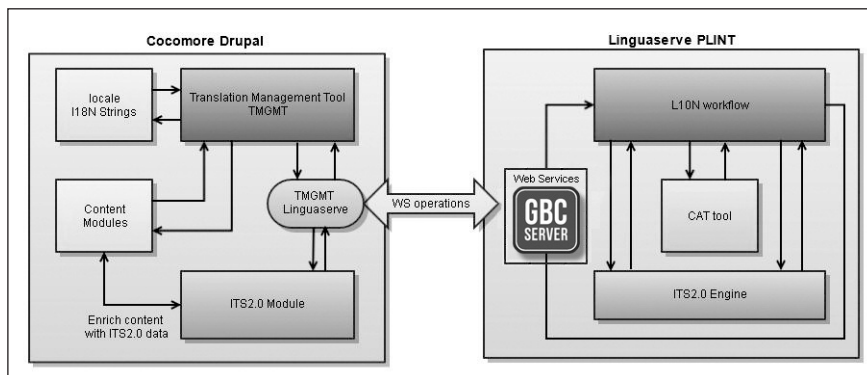 Cocomore Drupal
locale
I18N Strings
Translation Management Tool
TMGMT
TMGMT
Linguaserve
Content
Modules
ITS2.0 Module
Enrich content
with ITS2.0 data
WS operations
Linguaserve PLINT
L10N workflow
Web Services
GBC
SERVER
CAT tool
ITS2.0 Engine